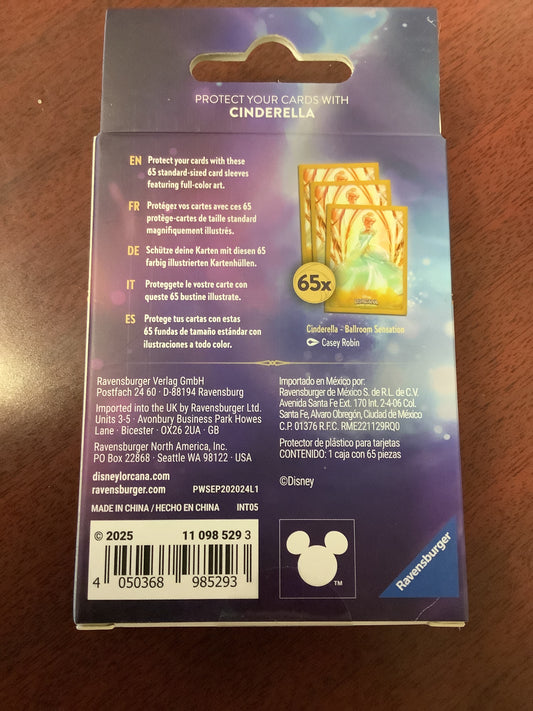 PROTECT YOUR CARDS WITH
CINDERELLA
EN Protect your cards with these
65 standard-sized card sleeves
featuring full-color art.
FR Protégez vos cartes avec ces 65
protège-cartes de taille standard
magnifiquement illustrés.
DE Schütze deine Karten mit diesen 65
farbig illustrierten Kartenhüllen.
IT Proteggete le vostre carte con
queste 65 bustine illustrate.
ES Protege tus cartas con estas
65 fundas de tamaño estándar con
ilustraciones a todo color.
65x
Cinderella - Ballroom Sensation
Casey Robin
Ravensburger Verlag GmbH
Postfach 24 60 · D-88194 Ravensburg
Imported into the UK by Ravensburger Ltd.
Units 3-5 · Avonbury Business Park Howes
Lane · Bicester · OX26 2UA · GB
Ravensburger North America, Inc.
PO Box 22868 · Seattle WA 98122 · USA
disneylorcana.com
ravensburger.com PWSEP202024L1
MADE IN CHINA / HECHO EN CHINA INT05
Importado en México por:
Ravensburger de México S. de R.L. de C.V.
Avenida Santa Fe Ext. 170 Int. 2-4-06 Col.
Santa Fe, Alvaro Obregón, Ciudad de México
C.P. 01376 R.F.C. RME221129RQ0
Protector de plástico para tarjetas
CONTENIDO: 1 caja con 65 piezas
©Disney
© 2025 11 098 529 3
4 050368 985293
TM
Ravensburger